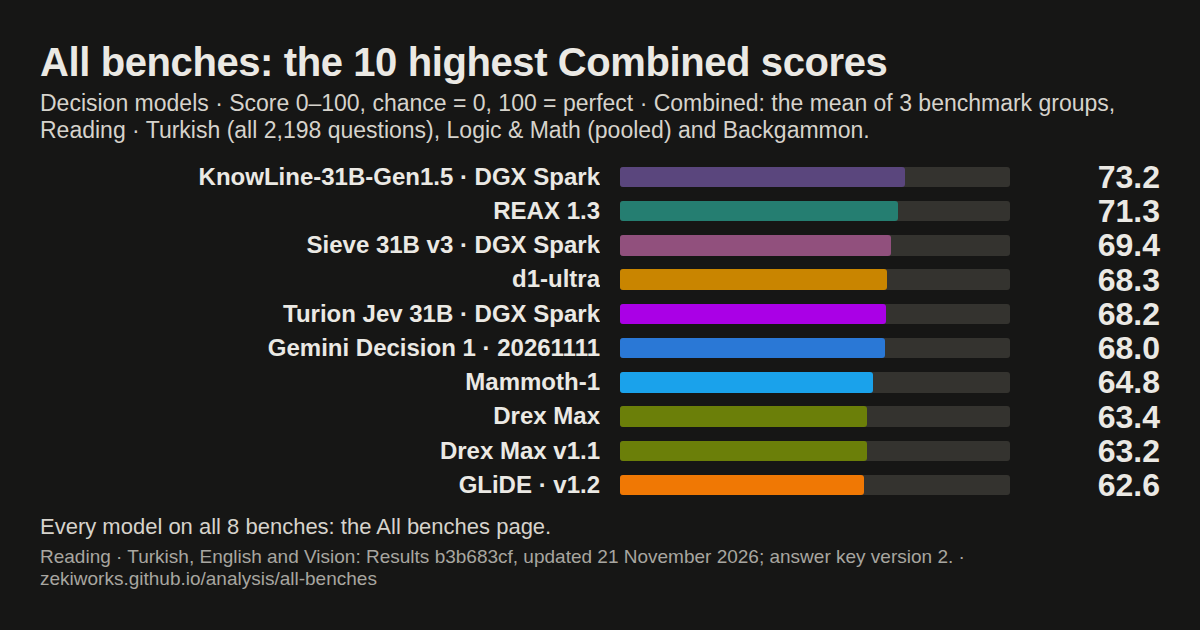 All benches: the 10 highest Combined scores
Decision models · Score 0–100, chance = 0, 100 = perfect · Combined: the mean of 3 benchmark groups,
Reading · Turkish (all 2,198 questions), Logic & Math (pooled) and Backgammon.
KnowLine-31B-Gen1.5 · DGX Spark 73.2
REAX 1.3 71.3
Sieve 31B v3 · DGX Spark 69.4
d1-ultra 68.3
Turion Jev 31B · DGX Spark 68.2
Gemini Decision 1 · 20261111 68.0
Mammoth-1 64.8
Drex Max 63.4
Drex Max v1.1 63.2
GLiDE · v1.2 62.6
Every model on all 8 benches: the All benches page.
Reading · Turkish, English and Vision: Results b3b683cf, updated 21 November 2026; answer key version 2. ·
zekiworks.github.io/analysis/all-benches